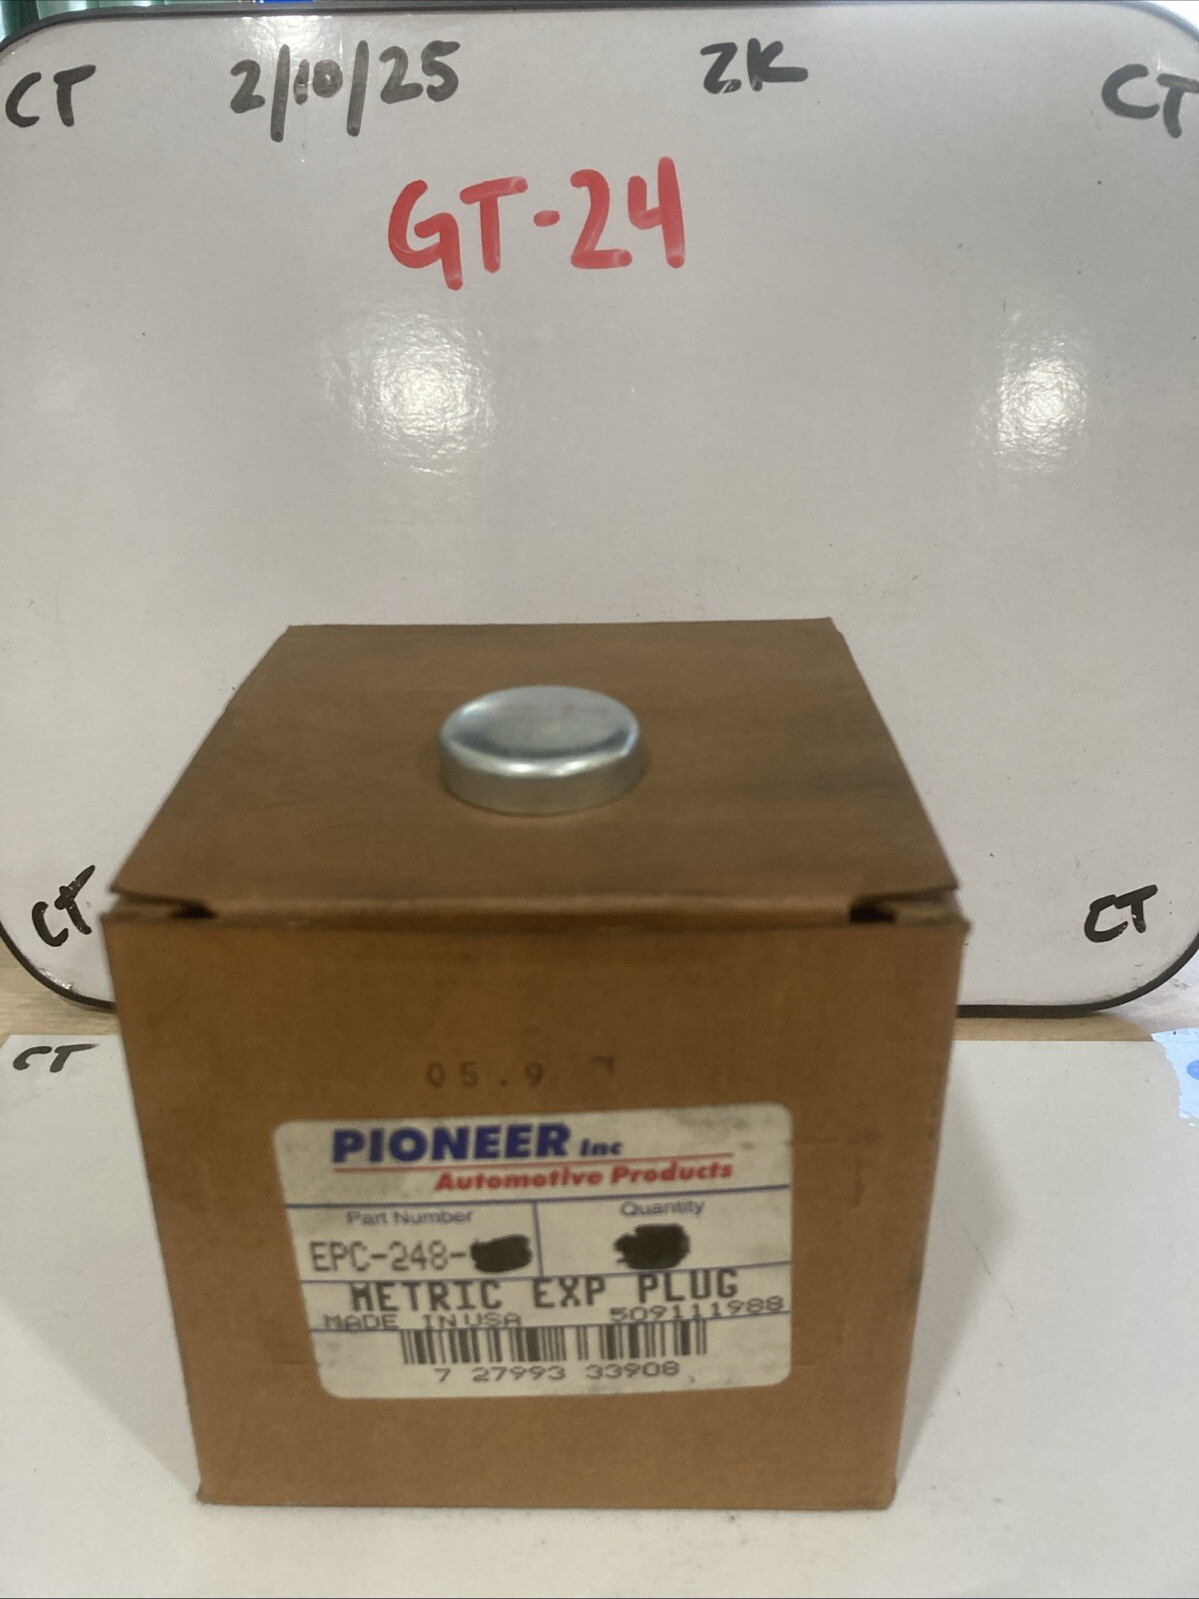 CT 2/10/25 ZK CT
GT-24
CT CT
CT
05.9
PIONEER Inc
Automotive Products
Part Number Quantity
EPC-248-
METRIC EXP PLUG
MADE IN USA 509111988
7 27993 33908